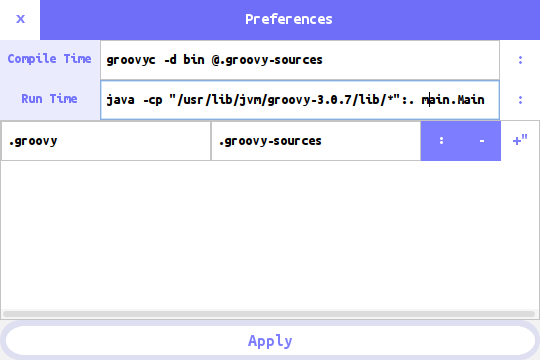 x Preferences
Compile Time groovyc -d bin @.groovy-sources :
Run Time java -cp "/usr/lib/jvm/groovy-3.0.7/lib/*":. main.Main :
.groovy .groovy-sources : - +"
Apply